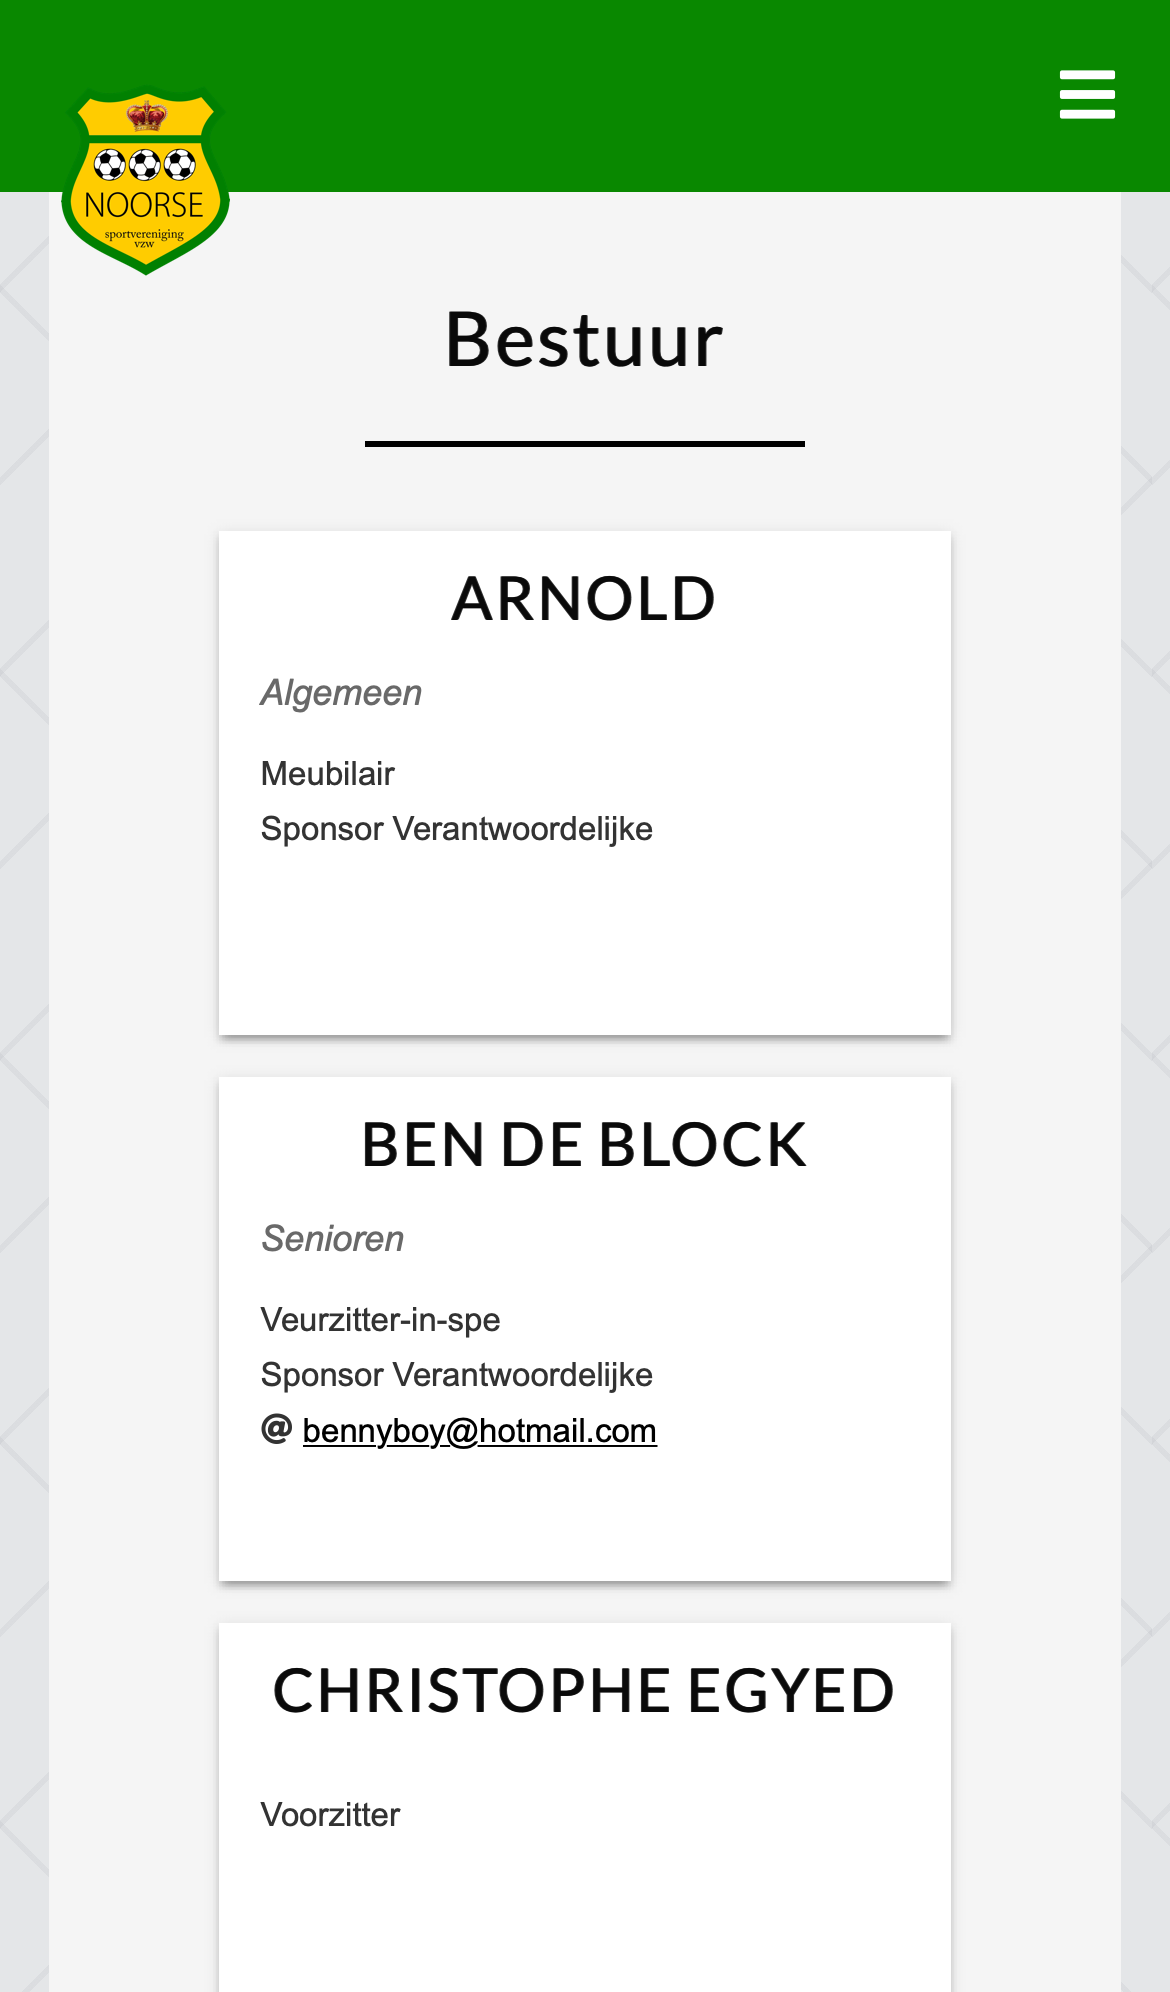 NOORSE
sportvereniging
vzw
Bestuur
ARNOLD
Algemeen
Meubilair
Sponsor Verantwoordelijke
BEN DE BLOCK
Senioren
Veurzitter-in-spe
Sponsor Verantwoordelijke
@ bennyboy@hotmail.com
CHRISTOPHE EGYED
Voorzitter